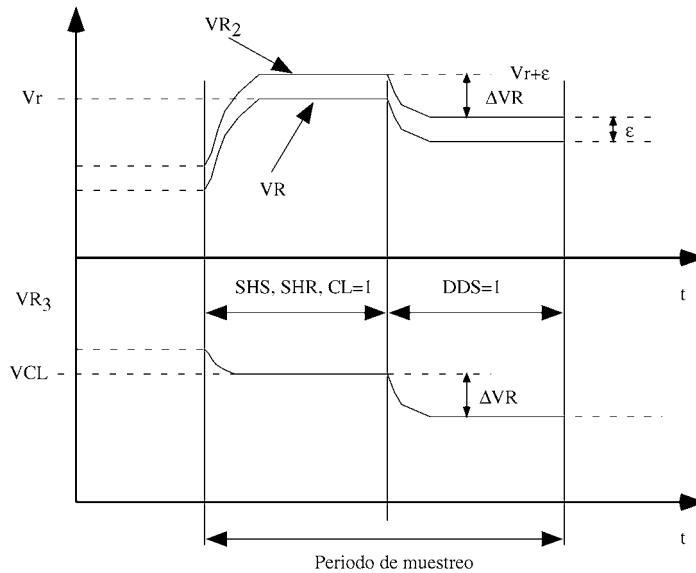 VR2
Vr+ε
Vr
ΔVR
ε
VR
SHS, SHR, CL=1
DDS=1
t
VR3
VCL
ΔVR
t
Periodo de muestreo